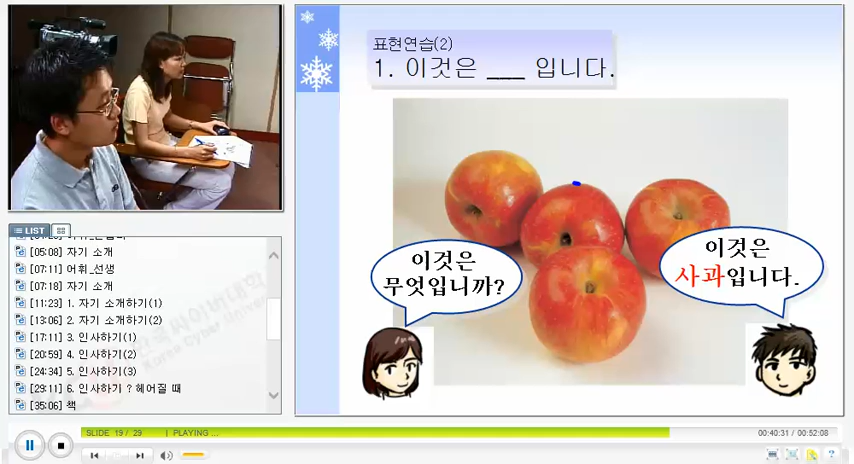 표현연습(2)
1. 이것은 ___ 입니다.
이것은
무엇입니까?
이것은
사과입니다.
LIST
[05:08] 자기 소개
[07:11] 어휘_선생
[07:18] 자기 소개
[11:23] 1. 자기 소개하기(1)
[13:06] 2. 자기 소개하기(2)
[17:11] 3. 인사하기(1)
[20:59] 4. 인사하기(2)
[24:34] 5. 인사하기(3)
[29:11] 6. 인사하기 ? 헤어질 때
[35:06] 책
SLIDE 19 / 29 | PLAYING ...
00:40:31 / 00:52:08